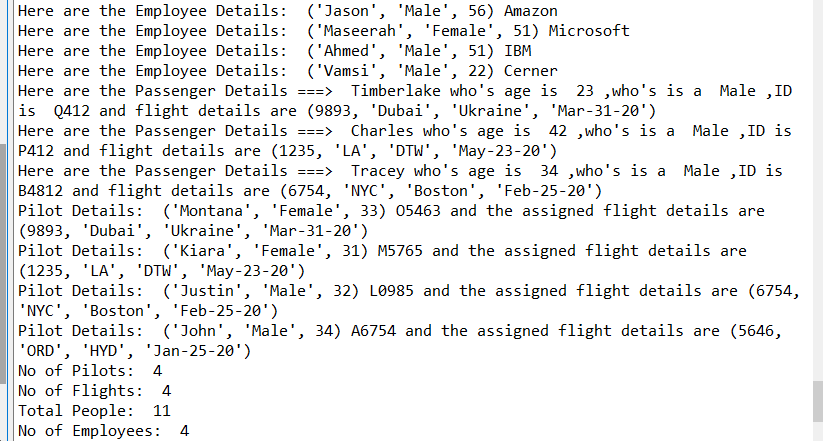 Here are the Employee Details:  ('Jason', 'Male', 56) Amazon
Here are the Employee Details:  ('Maseerah', 'Female', 51) Microsoft
Here are the Employee Details:  ('Ahmed', 'Male', 51) IBM
Here are the Employee Details:  ('Vamsi', 'Male', 22) Cerner
Here are the Passenger Details ===>  Timberlake who's age is  23 ,who's is a  Male ,ID
is  Q412 and flight details are (9893, 'Dubai', 'Ukraine', 'Mar-31-20')
Here are the Passenger Details ===>  Charles who's age is  42 ,who's is a  Male ,ID is
P412 and flight details are (1235, 'LA', 'DTW', 'May-23-20')
Here are the Passenger Details ===>  Tracey who's age is  34 ,who's is a  Male ,ID is
B4812 and flight details are (6754, 'NYC', 'Boston', 'Feb-25-20')
Pilot Details:  ('Montana', 'Female', 33) O5463 and the assigned flight details are
(9893, 'Dubai', 'Ukraine', 'Mar-31-20')
Pilot Details:  ('Kiara', 'Female', 31) M5765 and the assigned flight details are
(1235, 'LA', 'DTW', 'May-23-20')
Pilot Details:  ('Justin', 'Male', 32) L0985 and the assigned flight details are (6754,
'NYC', 'Boston', 'Feb-25-20')
Pilot Details:  ('John', 'Male', 34) A6754 and the assigned flight details are (5646,
'ORD', 'HYD', 'Jan-25-20')
No of Pilots:  4
No of Flights:  4
Total People:  11
No of Employees:  4